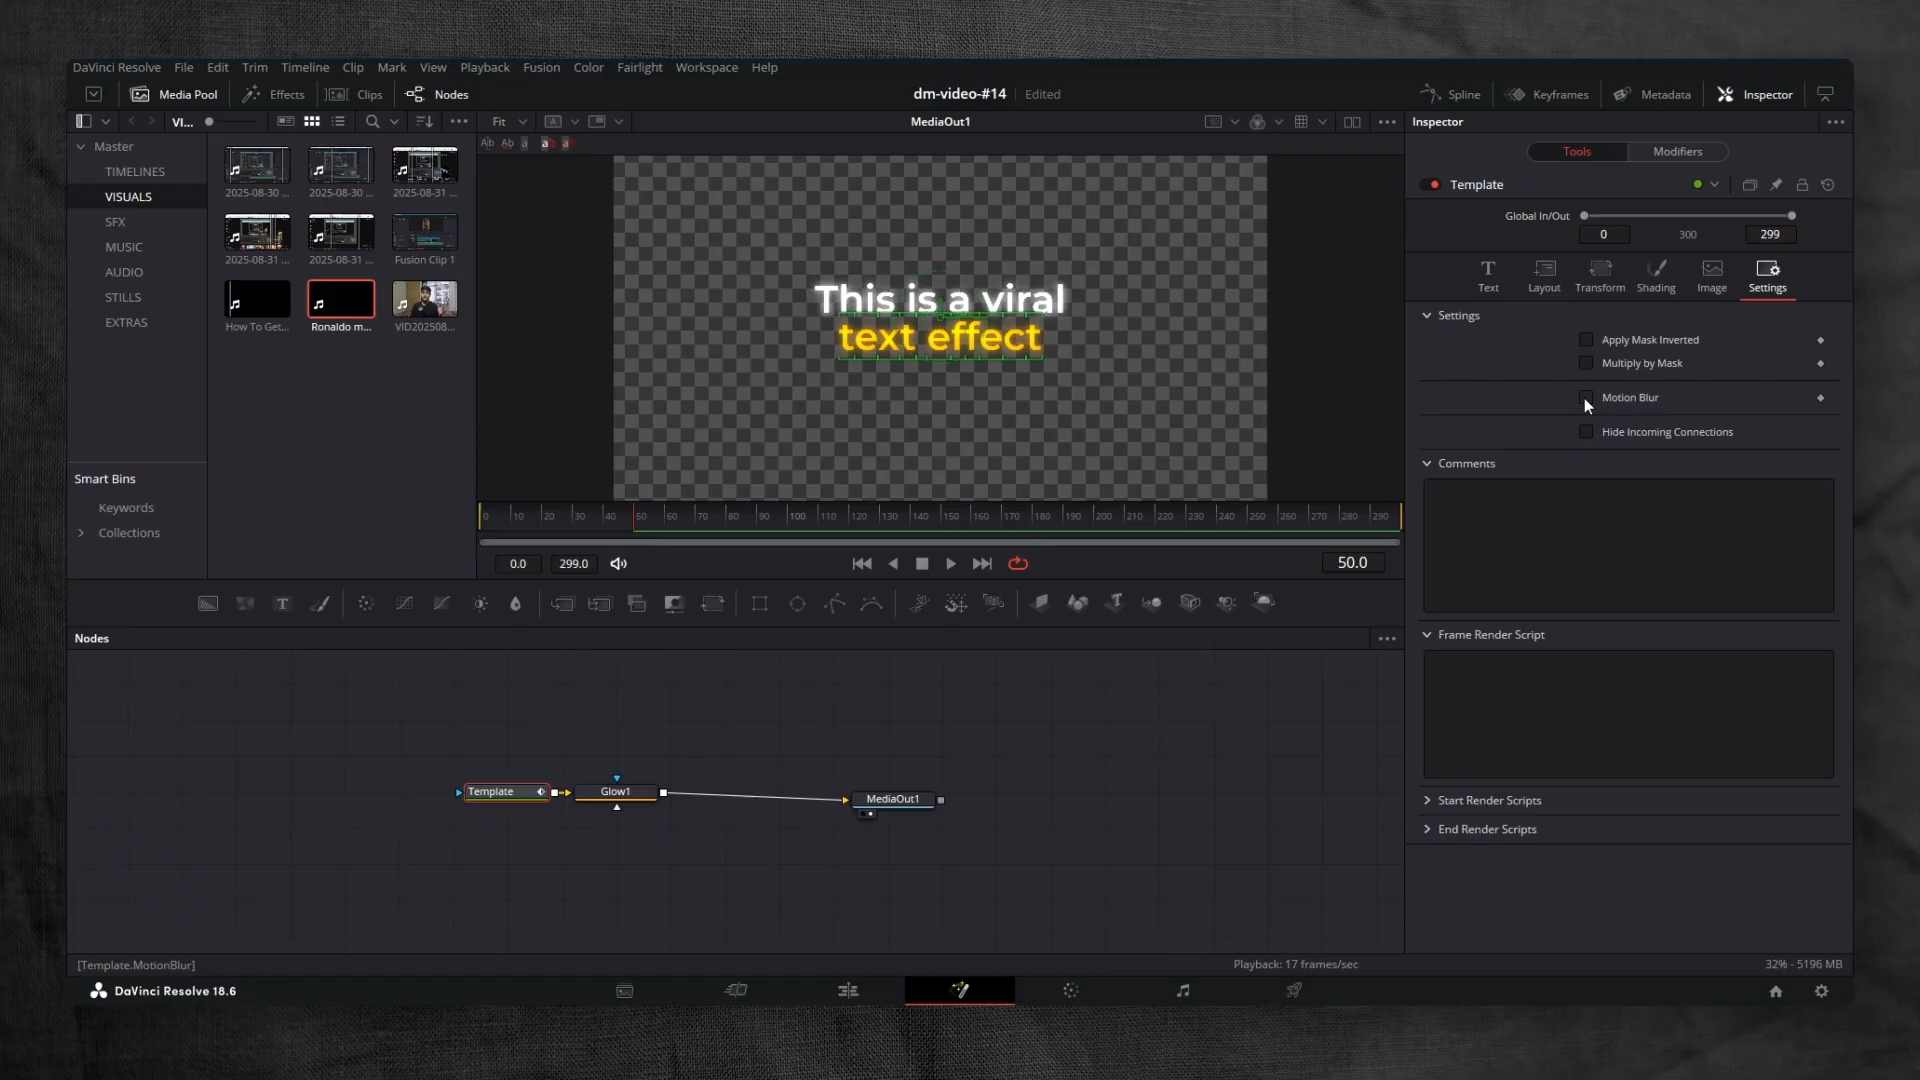 DaVinci Resolve File Edit Trim Timeline Clip Mark View Playback Fusion Color Fairlight Workspace Help
Media Pool Effects Clips Nodes dm-video-#14 Edited Spline Keyframes Metadata Inspector
VI... Fit MediaOut1 Inspector
Master
TIMELINES
VISUALS
SFX
MUSIC
AUDIO
STILLS
EXTRAS
Smart Bins
Keywords
Collections
2025-08-30 ... 2025-08-30 ... 2025-08-31 ...
2025-08-31 ... 2025-08-31 ... Fusion Clip 1
How To Get... Ronaldo m... VID202508...
This is a viral
text effect
0 10 20 30 40 50 60 70 80 90 100 110 120 130 140 150 160 170 180 190 200 210 220 230 240 250 260 270 280 290
0.0 299.0 50.0
Tools Modifiers
Template
Global In/Out
0 300 299
Text Layout Transform Shading Image Settings
Settings
Apply Mask Inverted
Multiply by Mask
Motion Blur
Hide Incoming Connections
Comments
Frame Render Script
Start Render Scripts
End Render Scripts
Nodes
Template Glow1 MediaOut1
[Template.MotionBlur] Playback: 17 frames/sec 32% - 5196 MB
DaVinci Resolve 18.6